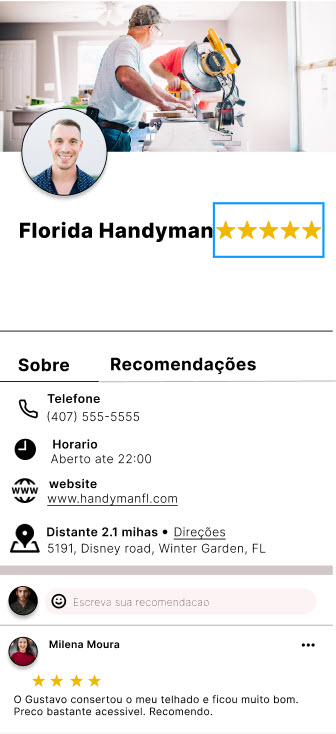 Florida Handyman
Sobre Recomendações
Telefone
(407) 555-5555
Horario
Aberto ate 22:00
WWW
website
www.handymanfl.com
Distante 2.1 mihas • Direções
5191, Disney road, Winter Garden, FL
Escreva sua recomendacao
Milena Moura
O Gustavo consertou o meu telhado e ficou muito bom.
Preco bastante acessivel. Recomendo.